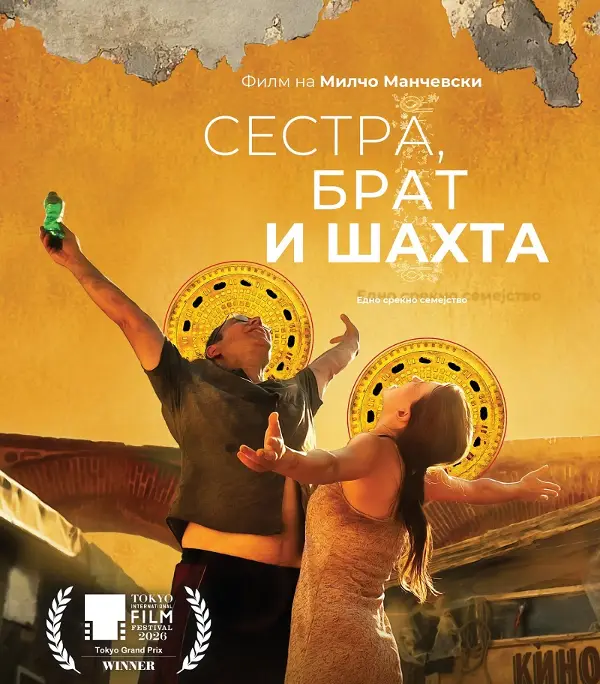 Филм на Милчо Манчевски
СЕСТРА,
БРАТ
И ШАХТА
Едно среќно семејство
TOKYO
INTERNATIONAL
FILM
FESTIVAL
2026
Tokyo Grand Prix
WINNER
КИНО